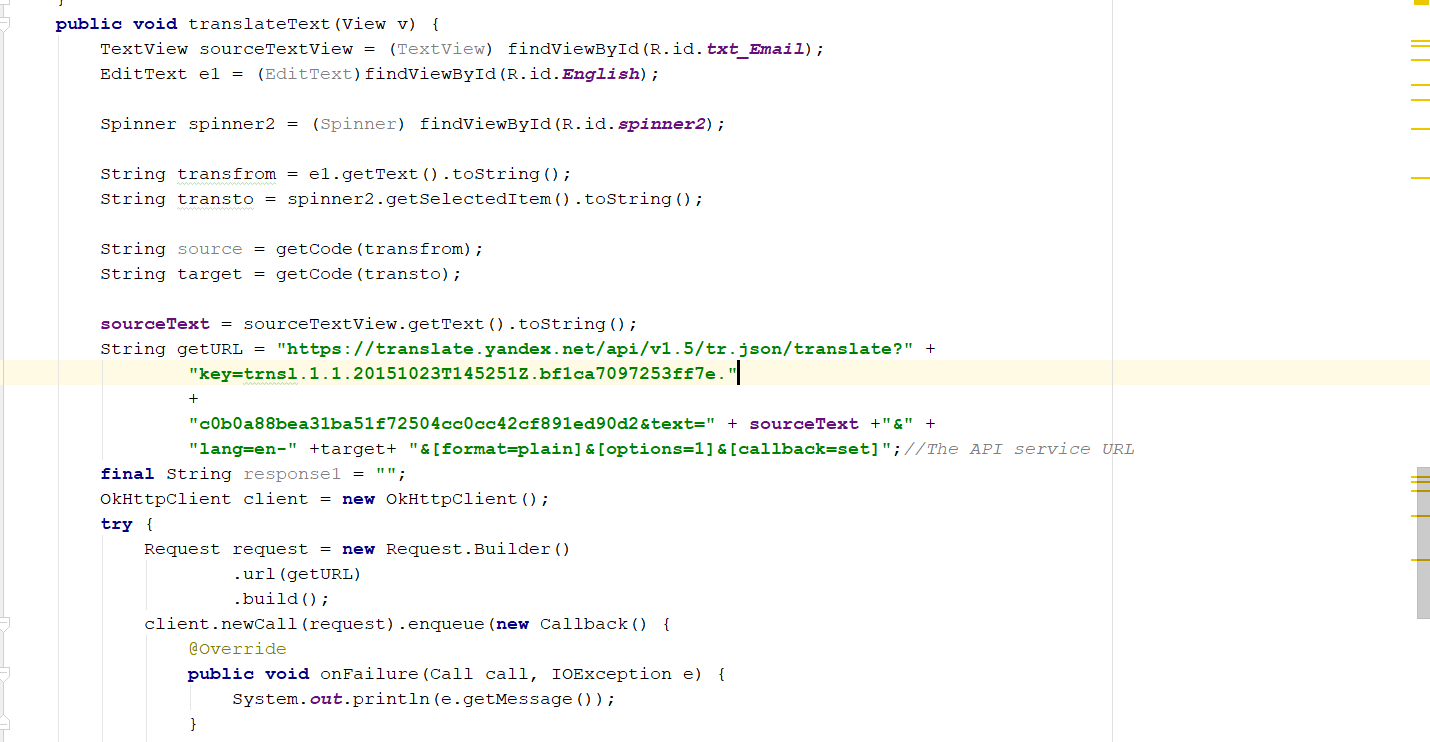 }
public void translateText(View v) {
TextView sourceTextView = (TextView) findViewById(R.id.txt_Email);
EditText e1 = (EditText)findViewById(R.id.English);
Spinner spinner2 = (Spinner) findViewById(R.id.spinner2);
String transfrom = e1.getText().toString();
String transto = spinner2.getSelectedItem().toString();
String source = getCode(transfrom);
String target = getCode(transto);
sourceText = sourceTextView.getText().toString();
String getURL = "https://translate.yandex.net/api/v1.5/tr.json/translate?" +
"key=trnsl.1.1.20151023T145251Z.bf1ca7097253ff7e."
+
"c0b0a88bea31ba51f72504cc0cc42cf891ed90d2&text=" + sourceText +"&" +
"lang=en-" +target+ "&[format=plain]&[options=1]&[callback=set]";//The API service URL
final String response1 = "";
OkHttpClient client = new OkHttpClient();
try {
Request request = new Request.Builder()
.url(getURL)
.build();
client.newCall(request).enqueue(new Callback() {
@Override
public void onFailure(Call call, IOException e) {
System.out.println(e.getMessage());
}